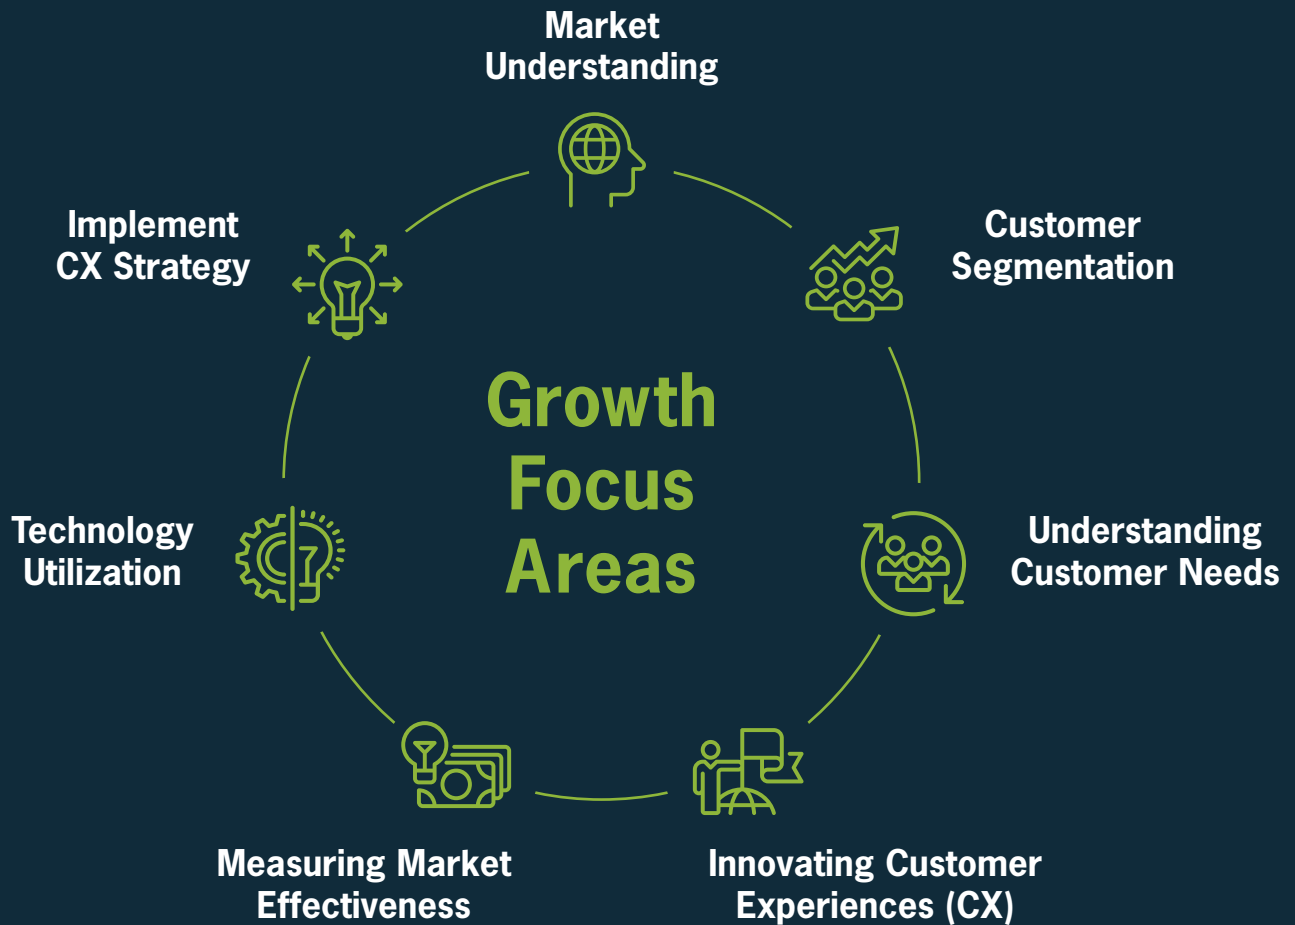 Market
Understanding
Customer
Segmentation
Understanding
Customer Needs
Innovating Customer
Experiences (CX)
Measuring Market
Effectiveness
Technology
Utilization
Implement
CX Strategy
Growth
Focus
Areas